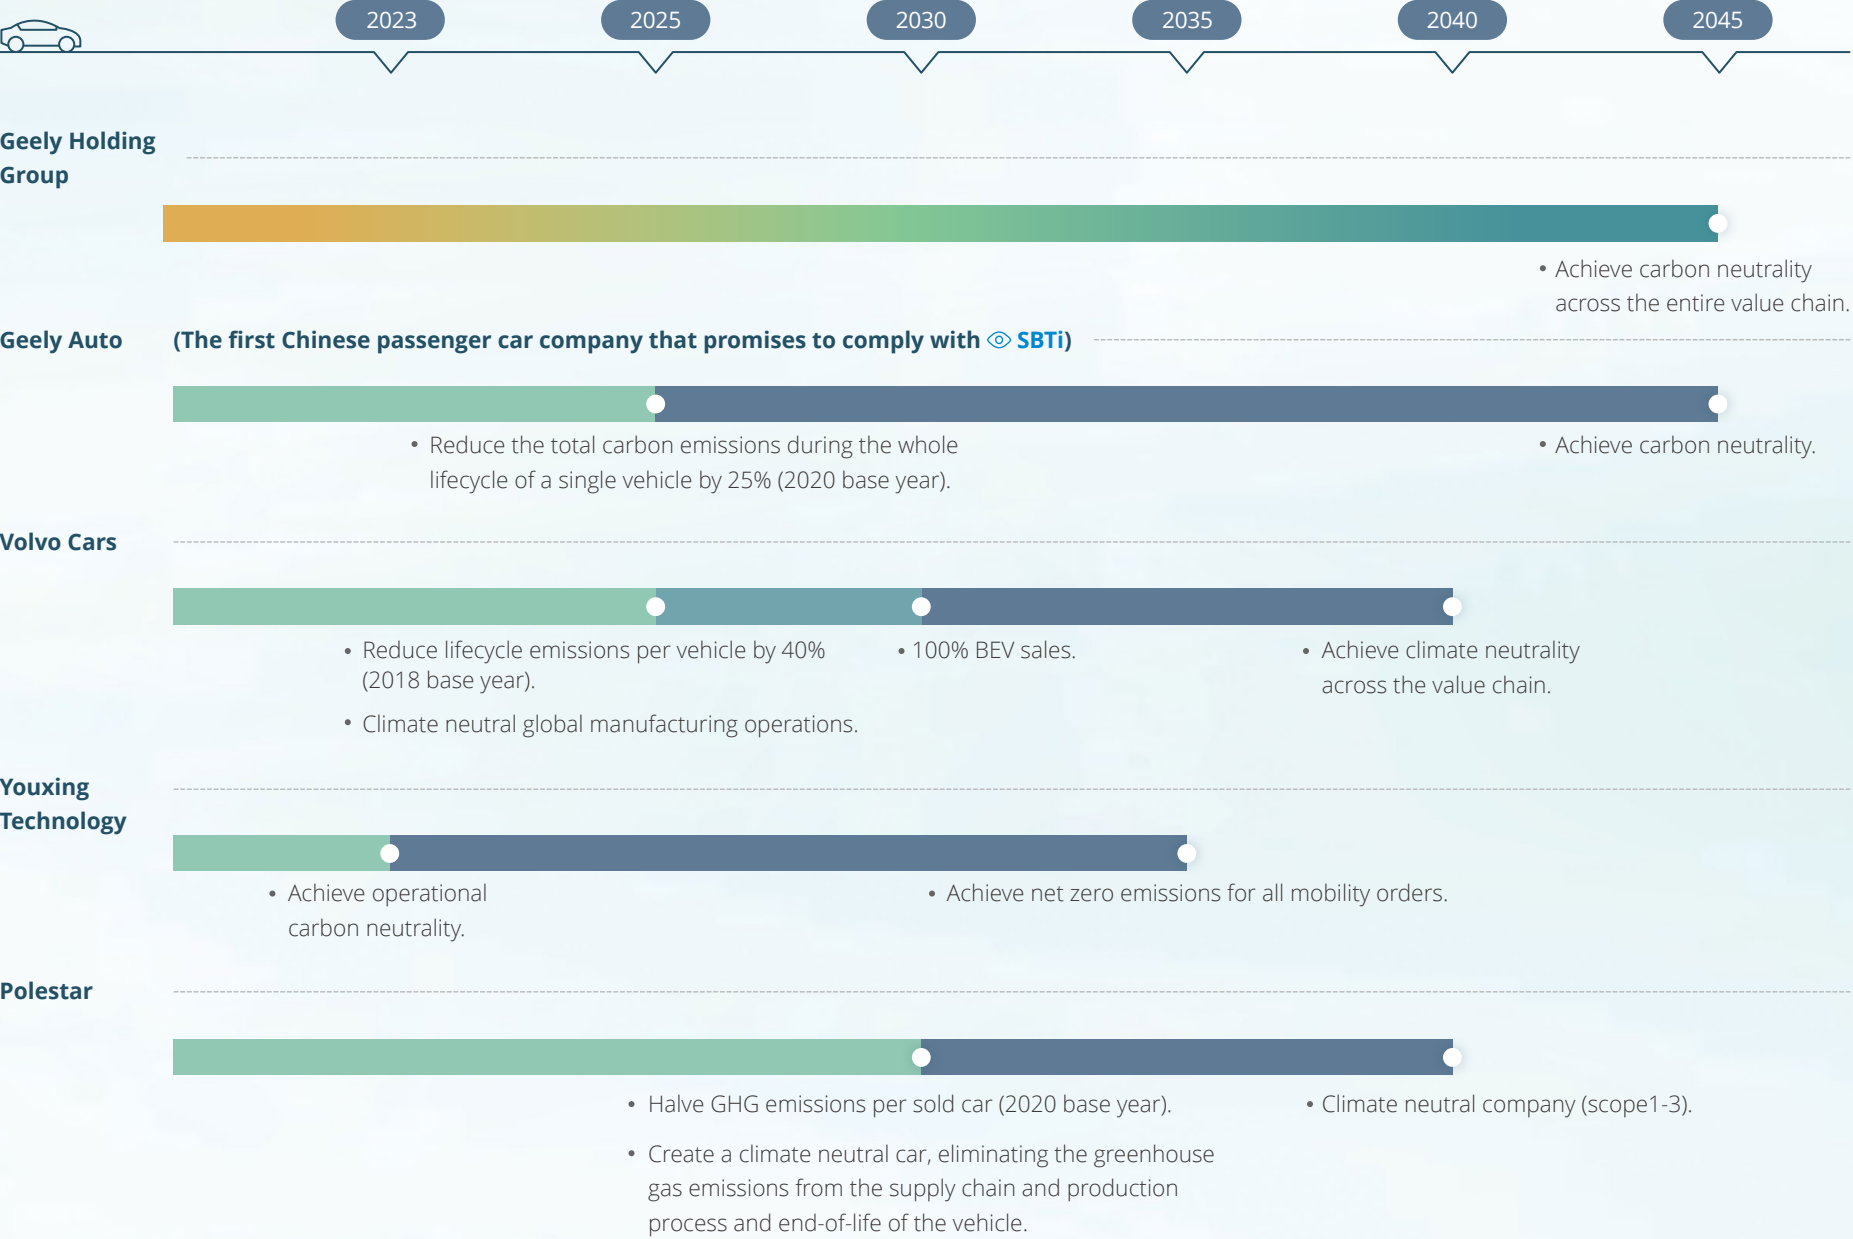 2023 2025 2030 2035 2040 2045
Geely Holding
Group
• Achieve carbon neutrality
across the entire value chain.
Geely Auto (The first Chinese passenger car company that promises to comply with SBTi)
• Reduce the total carbon emissions during the whole
lifecycle of a single vehicle by 25% (2020 base year).
• Achieve carbon neutrality.
Volvo Cars
• Reduce lifecycle emissions per vehicle by 40%
(2018 base year).
• Climate neutral global manufacturing operations.
• 100% BEV sales.
• Achieve climate neutrality
across the value chain.
Youxing
Technology
• Achieve operational
carbon neutrality.
• Achieve net zero emissions for all mobility orders.
Polestar
• Halve GHG emissions per sold car (2020 base year).
• Create a climate neutral car, eliminating the greenhouse
gas emissions from the supply chain and production
process and end-of-life of the vehicle.
• Climate neutral company (scope1-3).